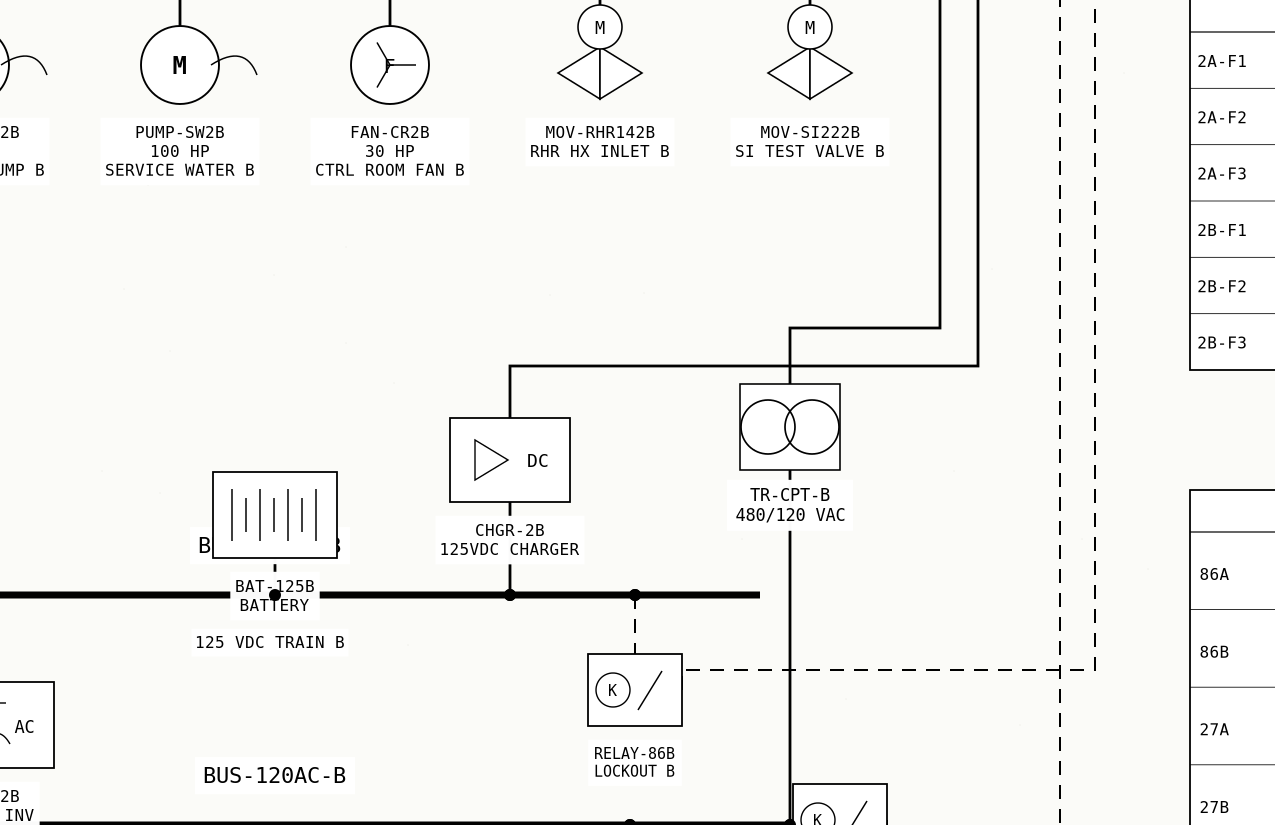 M
F
M
M
2B
UMP B
PUMP-SW2B
100 HP
SERVICE WATER B
FAN-CR2B
30 HP
CTRL ROOM FAN B
MOV-RHR142B
RHR HX INLET B
MOV-SI222B
SI TEST VALVE B
2A-F1
2A-F2
2A-F3
2B-F1
2B-F2
2B-F3
DC
CHGR-2B
125VDC CHARGER
TR-CPT-B
480/120 VAC
BAT-125B
BATTERY
125 VDC TRAIN B
K
RELAY-86B
LOCKOUT B
AC
2B
INV
BUS-120AC-B
K
86A
86B
27A
27B